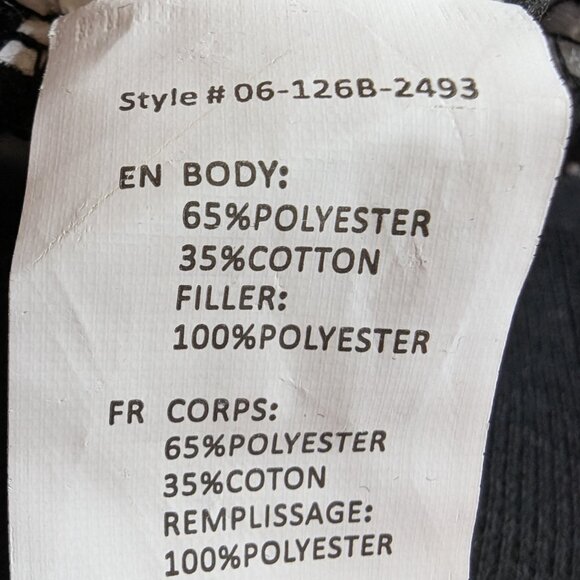 Style # 06-126B-2493
EN BODY:
65%POLYESTER
35%COTTON
FILLER:
100%POLYESTER
FR CORPS:
65%POLYESTER
35%COTON
REMPLISSAGE:
100%POLYESTER